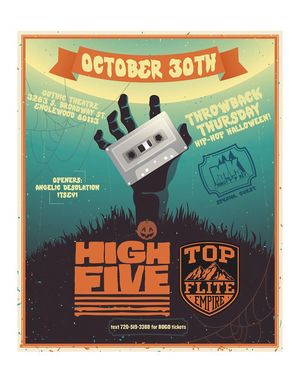 OCTOBER 30TH
GOTHIC THEATRE
3263 S. BROADWAY ST.
ENGLEWOOD 80113
THROWBACK
THURSDAY
HIP-HOP HALLOWEEN!
SPECIAL GUEST
OPENERS:
ANGELIC DESOLATION
ITSEVI
HIGH
FIVE
TOP
FLITE
EMPIRE
text 720-519-3388 for BOGO tickets